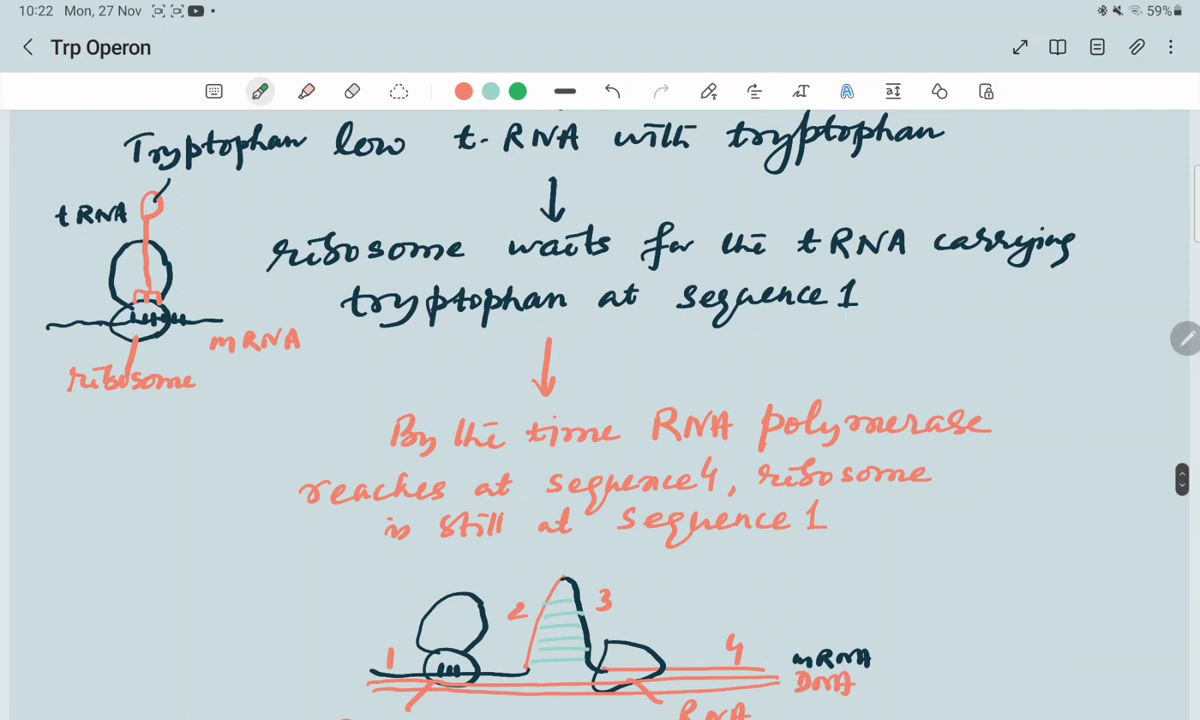 10:22 Mon, 27 Nov
59%
Trp Operon
Tryptophan low t-RNA with tryptophan
tRNA
ribosome waits for the tRNA carrying
tryptophan at sequence 1
mRNA
ribosome
By the time RNA polymerase
reaches at sequence 4, ribosome
is still at sequence 1
2
3
1
4
mRNA
DNA
RNA